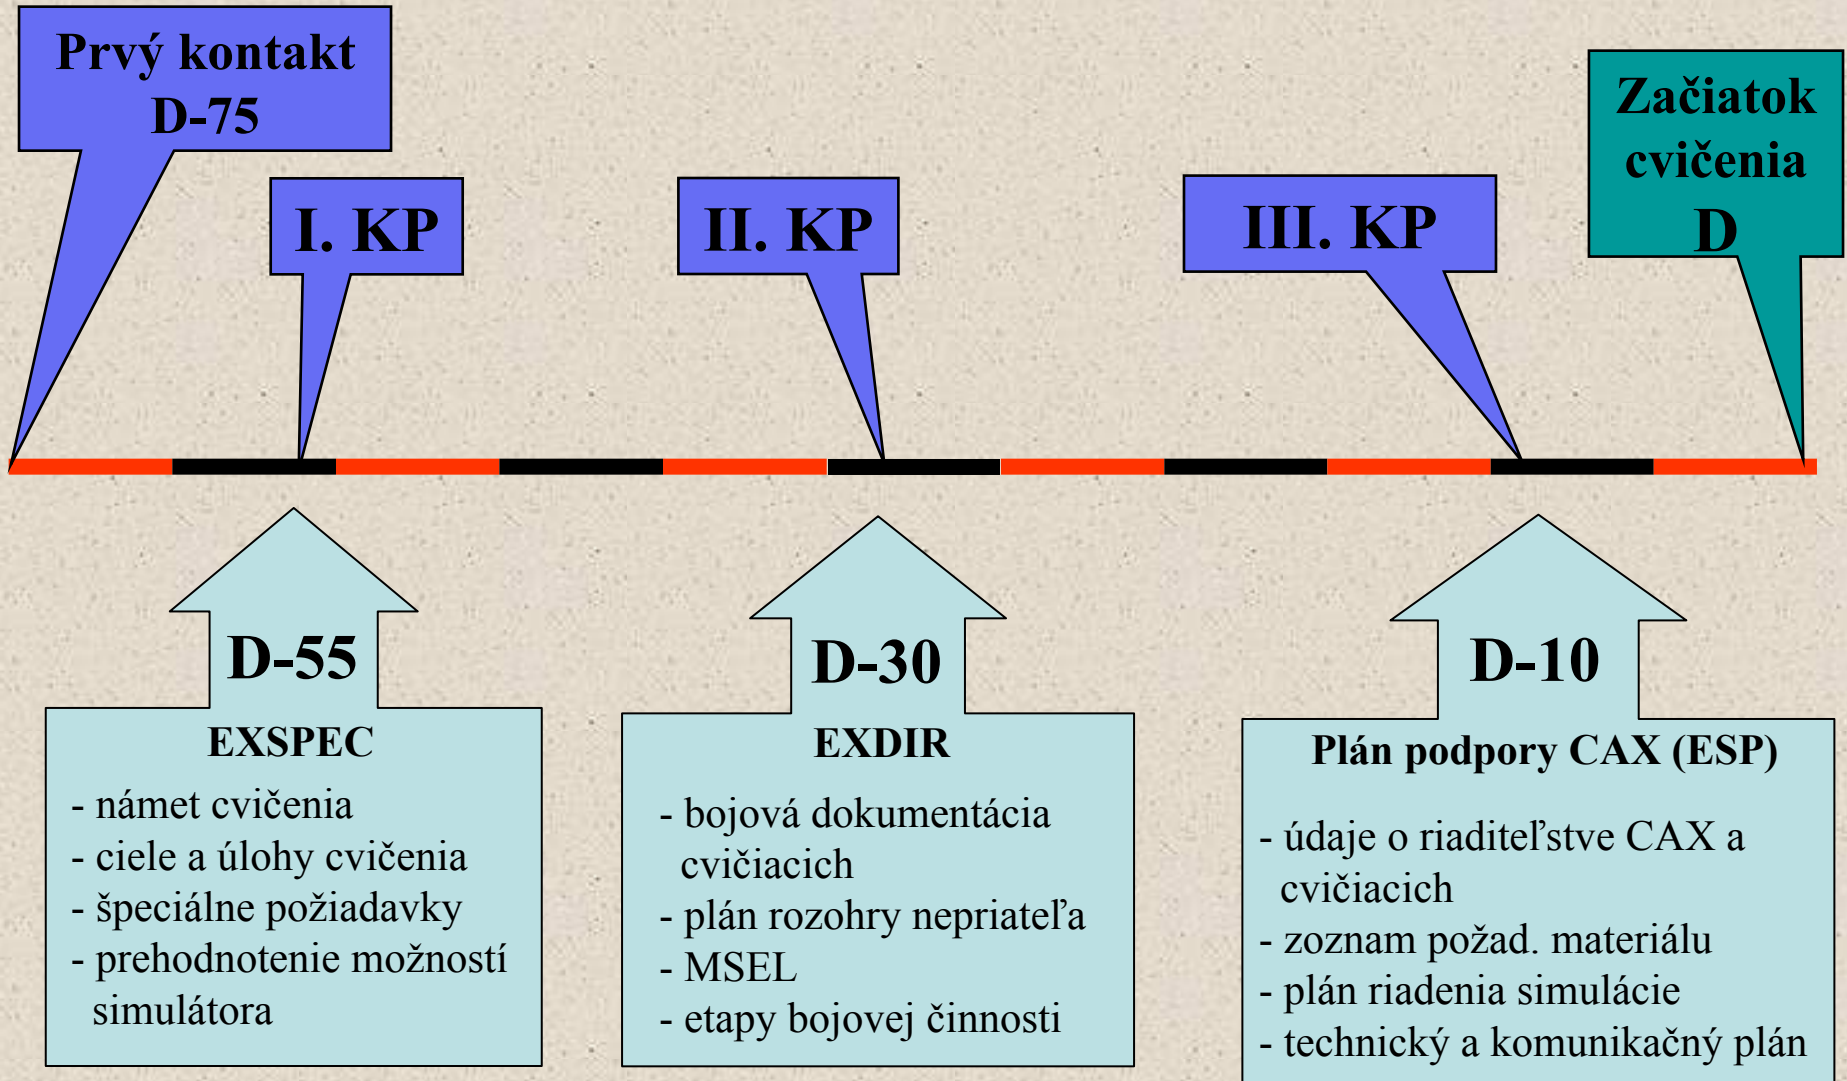 Prvý kontakt
D-75
I. KP
II. KP
III. KP
Začiatok
cvičenia
D
D-55
EXSPEC
- námet cvičenia
- ciele a úlohy cvičenia
- špeciálne požiadavky
- prehodnotenie možností
simulátora
D-30
EXDIR
- bojová dokumentácia
cvičiacich
- plán rozohry nepriateľa
- MSEL
- etapy bojovej činnosti
D-10
Plán podpory CAX (ESP)
- údaje o riaditeľstve CAX a
cvičiacich
- zoznam požad. materiálu
- plán riadenia simulácie
- technický a komunikačný plán